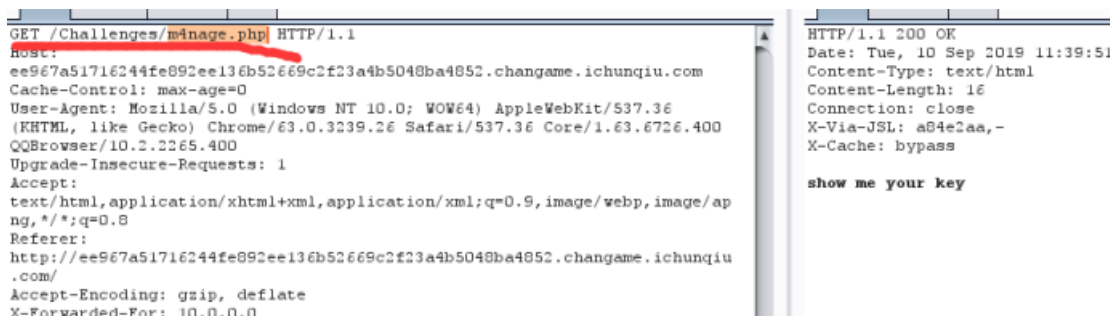 GET /Challenges/m4nage.php HTTP/1.1
Host:
ee967a51716244fe892ee136b52669c2f23a4b5048ba4852.changame.ichunqiu.com
Cache-Control: max-age=0
User-Agent: Mozilla/5.0 (Windows NT 10.0; WOW64) AppleWebKit/537.36
(KHTML, like Gecko) Chrome/63.0.3239.26 Safari/537.36 Core/1.63.6726.400
QQBrowser/10.2.2265.400
Upgrade-Insecure-Requests: 1
Accept:
text/html,application/xhtml+xml,application/xml;q=0.9,image/webp,image/ap
ng,*/*;q=0.8
Referer:
http://ee967a51716244fe892ee136b52669c2f23a4b5048ba4852.changame.ichunqiu
.com/
Accept-Encoding: gzip, deflate
X-Forwarded-For: 10.0.0.0
HTTP/1.1 200 OK
Date: Tue, 10 Sep 2019 11:39:51
Content-Type: text/html
Content-Length: 16
Connection: close
X-Via-JSL: a84e2aa,-
X-Cache: bypass
show me your key